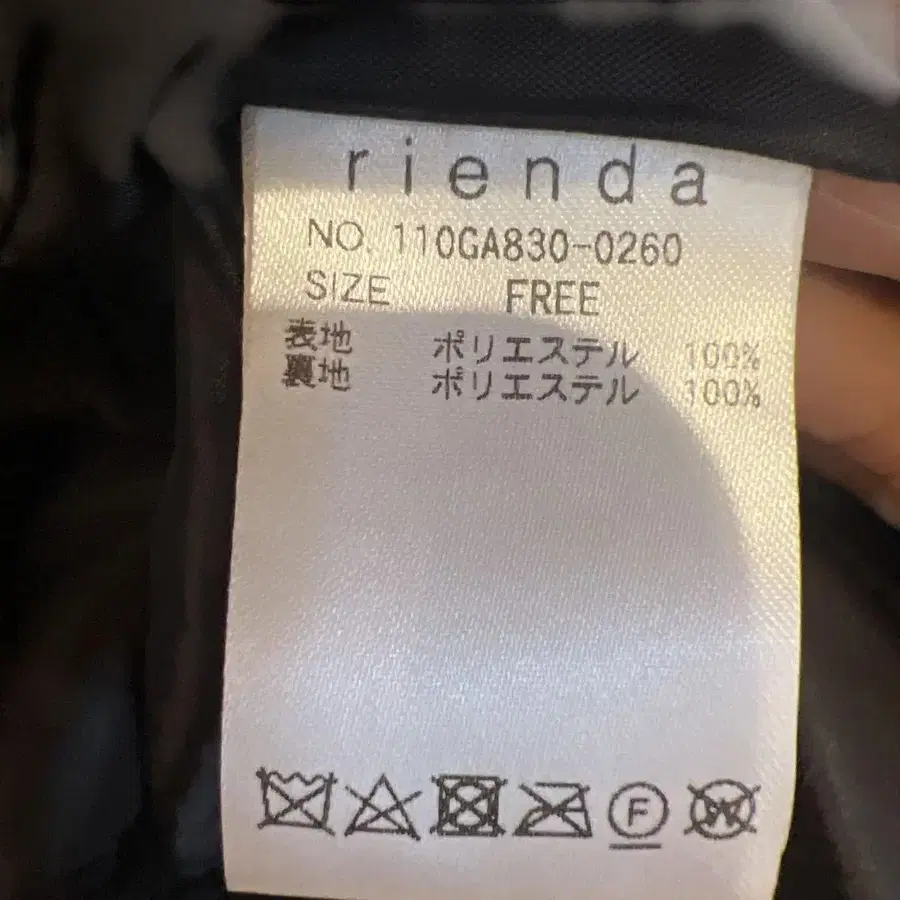 rienda
NO. 110GA830-0260
SIZE FREE
表地 ポリエステル 100%
裏地 ポリエステル 100%
F W